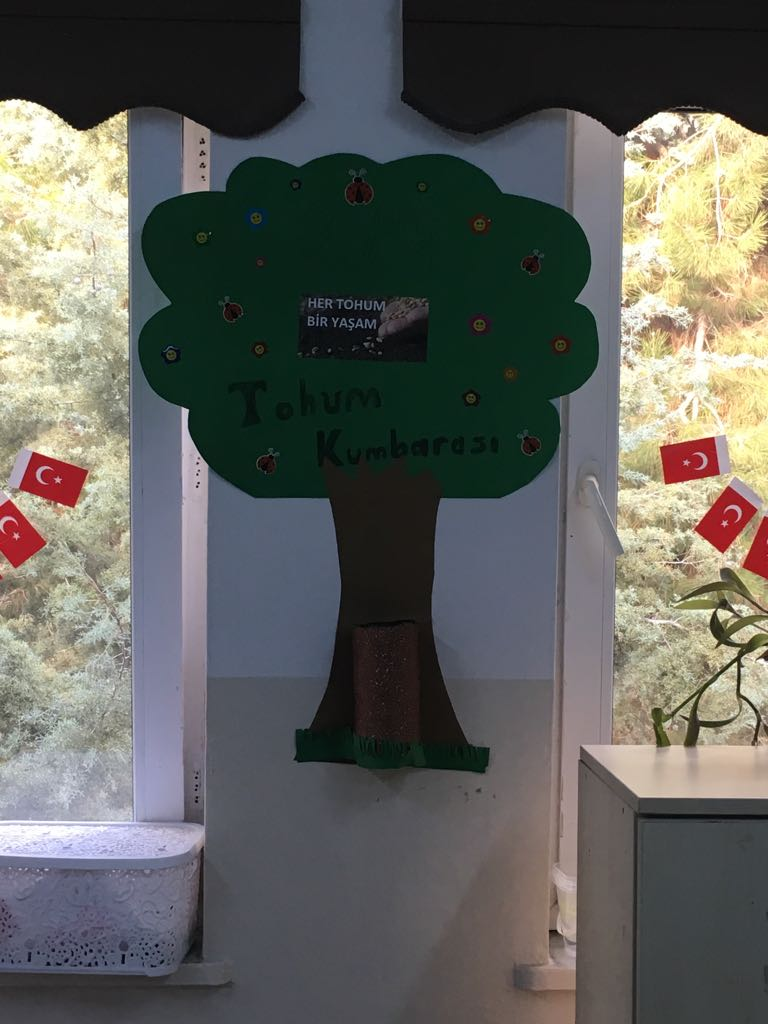 HER TOHUM
BİR YAŞAM
Tohum
Kumbarası